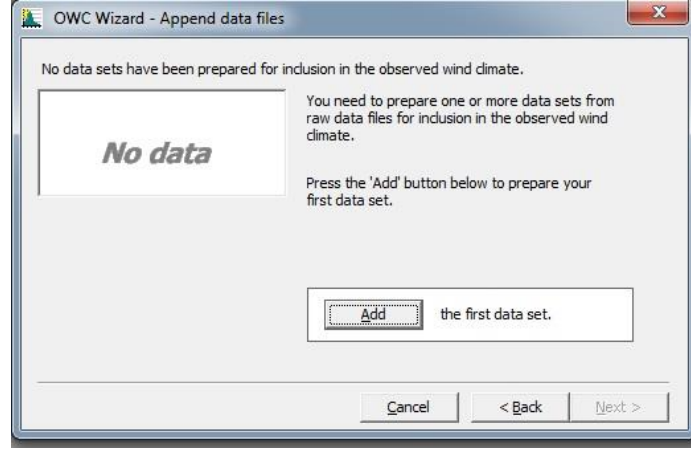 OWC Wizard - Append data files
x
No data sets have been prepared for inclusion in the observed wind climate.
No data
You need to prepare one or more data sets from
raw data files for inclusion in the observed wind
climate.
Press the 'Add' button below to prepare your
first data set.
Add
the first data set.
Cancel
< Back
Next >